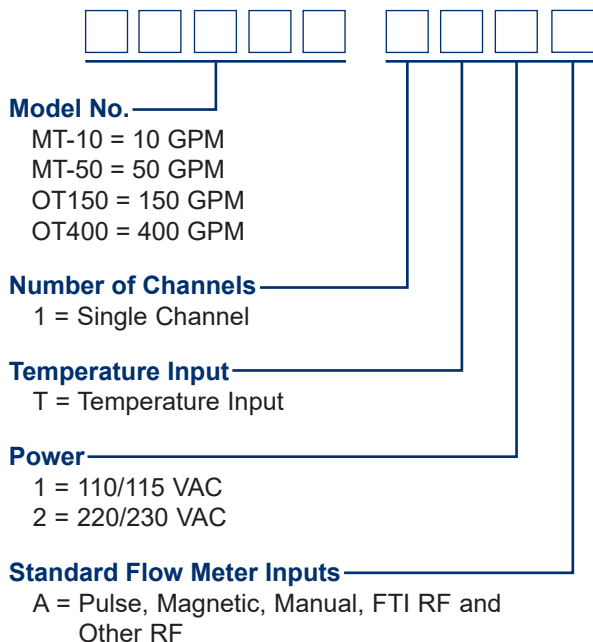 Model No.
MT-10 = 10 GPM
MT-50 = 50 GPM
OT150 = 150 GPM
OT400 = 400 GPM
Number of Channels
1 = Single Channel
Temperature Input
T = Temperature Input
Power
1 = 110/115 VAC
2 = 220/230 VAC
Standard Flow Meter Inputs
A = Pulse, Magnetic, Manual, FTI RF and
Other RF